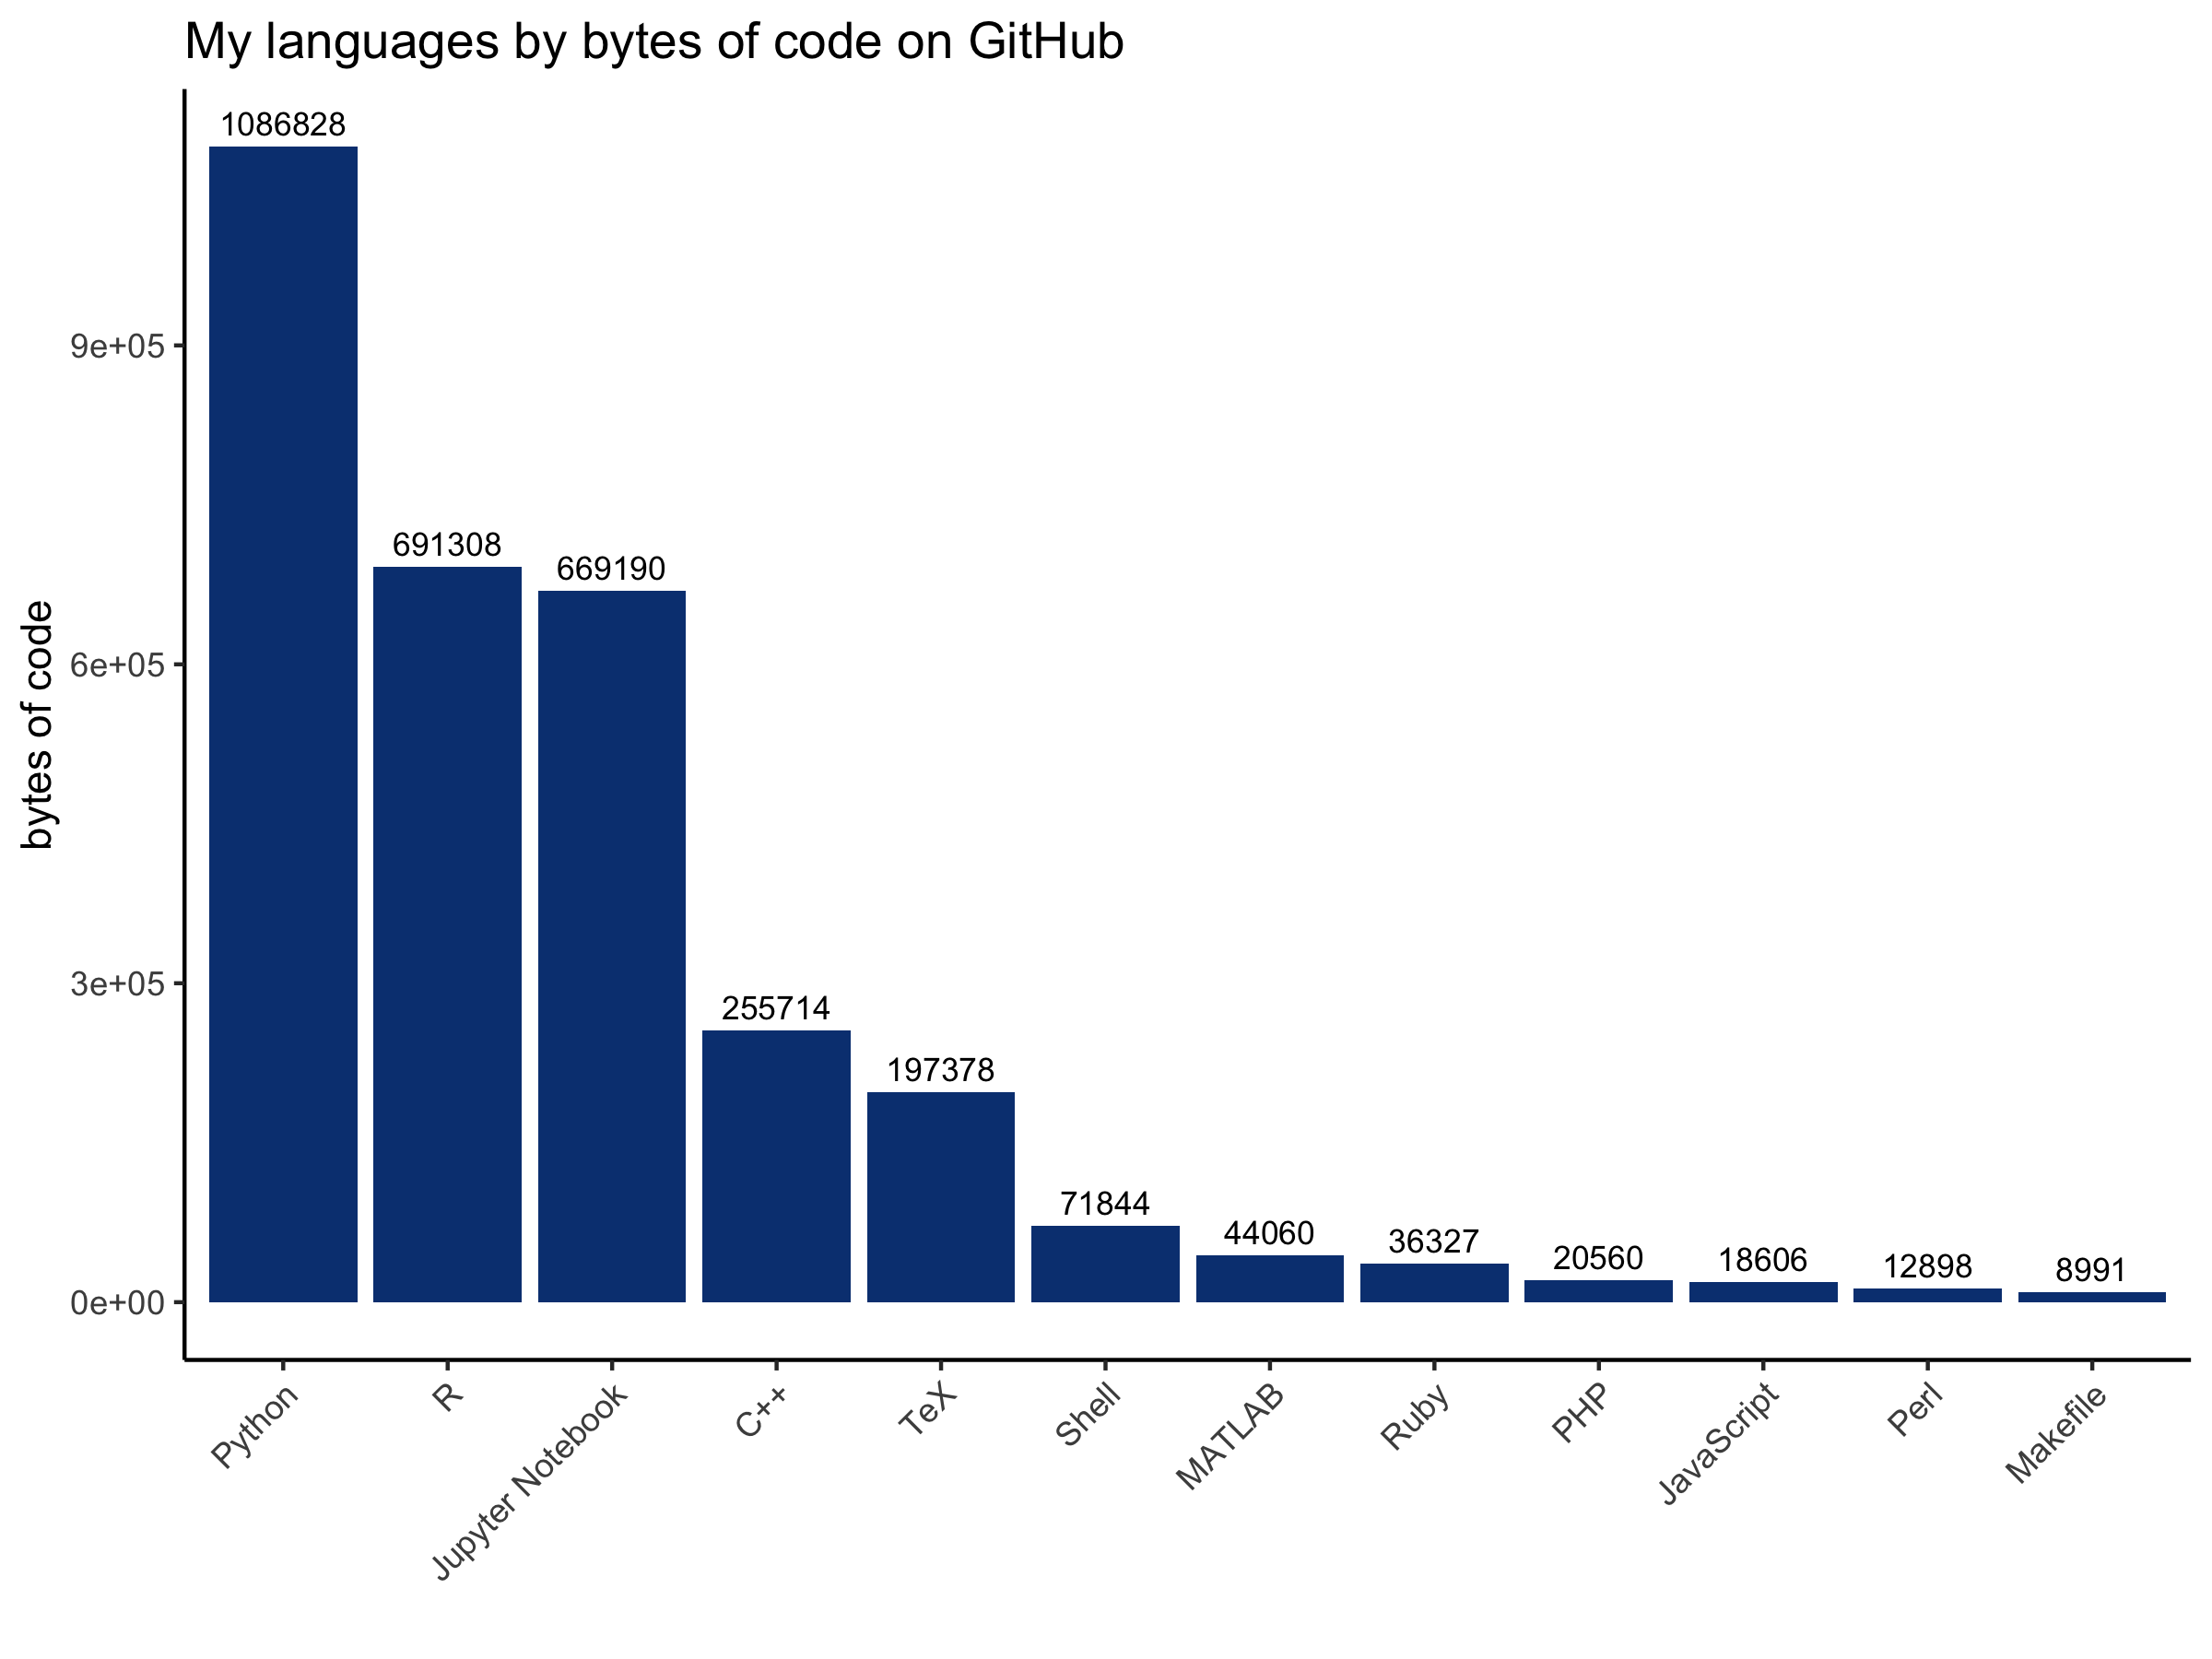 My languages by bytes of code on GitHub
bytes of code
9e+05
6e+05
3e+05
0e+00
1086828
691308
669190
255714
197378
71844
44060
36327
20560
18606
12898
8991
Python
R
Jupyter Notebook
C++
TeX
Shell
MATLAB
Ruby
PHP
JavaScript
Perl
Makefile